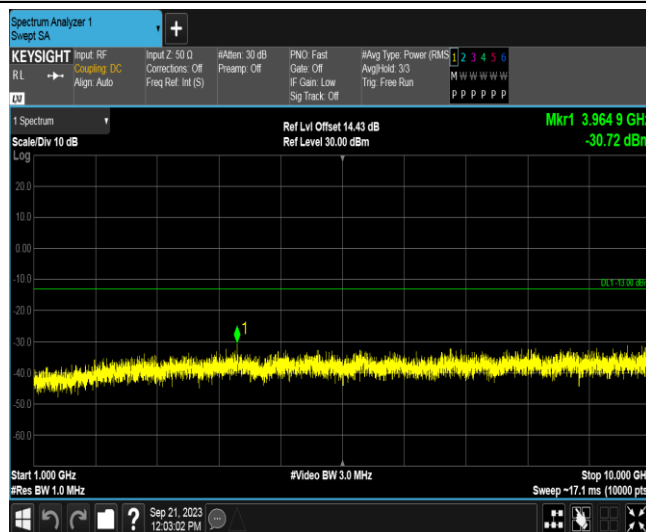 Spectrum Analyzer 1
Swept SA
+
KEYSIGHT
RL
LXI
Input: RF
Coupling: DC
Align: Auto
Input Z: 50 Ω
Corrections: Off
Freq Ref: Int (S)
#Atten: 30 dB
Preamp: Off
PNO: Fast
Gate: Off
IF Gain: Low
Sig Track: Off
#Avg Type: Power (RMS
Avg|Hold: 3/3
Trig: Free Run
1 2 3 4 5 6
M W W W W W
P P P P P P
1 Spectrum
Scale/Div 10 dB
Ref Lvl Offset 14.43 dB
Ref Level 30.00 dBm
Mkr1 3.964 9 GHz
-30.72 dBm
Log
20.0
10.0
0.00
-10.0
DL1 -13.00 dBm
-20.0
-30.0
1
-40.0
-50.0
-60.0
Start 1.000 GHz
#Res BW 1.0 MHz
#Video BW 3.0 MHz
Stop 10.000 GHz
Sweep ~17.1 ms (10000 pts
?
Sep 21, 2023
12:03:02 PM